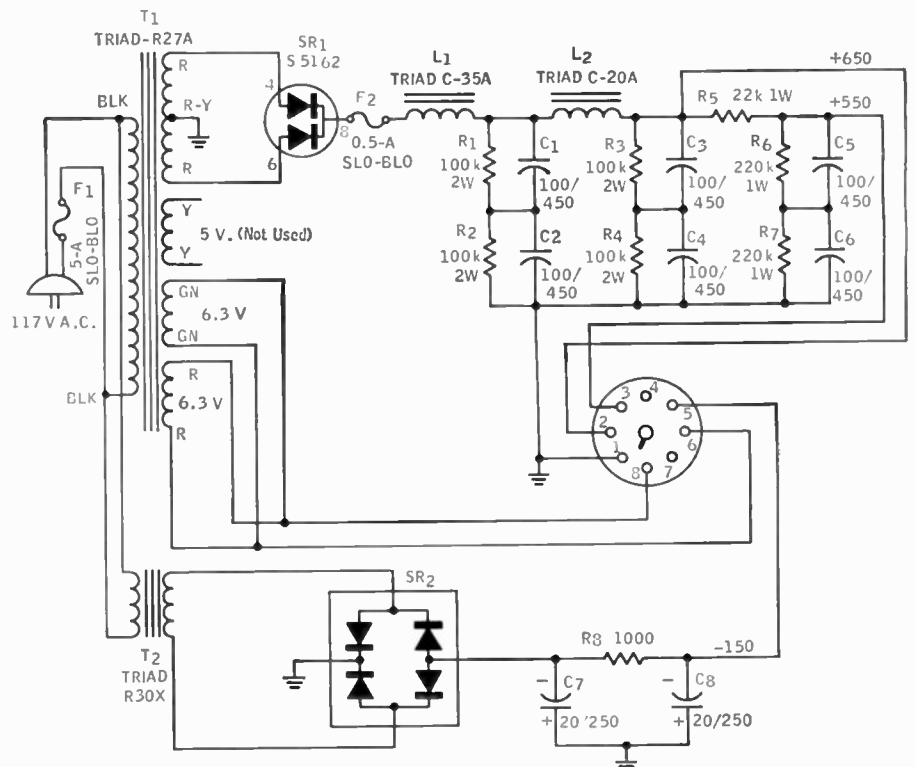 T1
TRIAD-R27A
BLK
R
R-Y
R
SR1
S 5162
4
8
6
F2
0.5-A
SLO-BLO
L1
TRIAD C-35A
L2
TRIAD C-20A
+650
R5 22k 1W
+550
R1
100k
2W
C1
100/
450
R3
100k
2W
C3
100/
450
R6
220k
1W
C5
100/
450
R2
100k
2W
C2
100/
450
R4
100k
2W
C4
100/
450
R7
220k
1W
C6
100/
450
F1
5-A
SLO-BLO
117V A.C.
Y
Y
5 V. (Not Used)
GN
6.3 V
GN
R
6.3 V
R
BLK
1
2
3
4
5
6
7
8
T2
TRIAD
R30X
SR2
R8 1000
-150
- C7
+ 20'250
- C8
+ 20/250